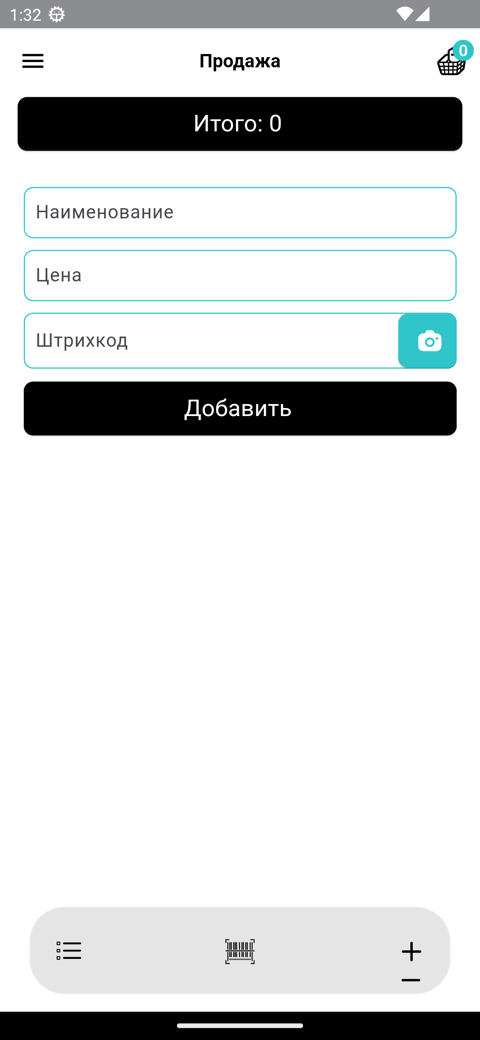 1:32
Продажа
0
Итого: 0
Наименование
Цена
Штрихкод
Добавить